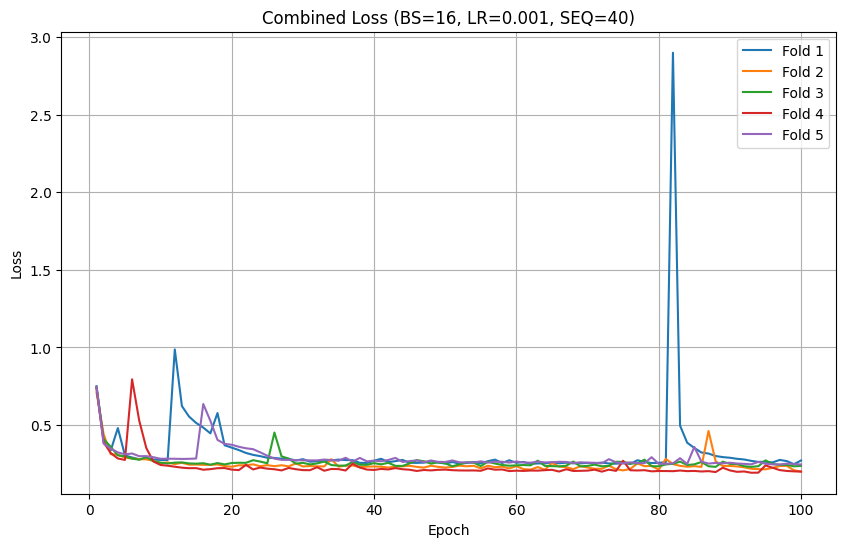 Combined Loss (BS=16, LR=0.001, SEQ=40)
3.0
2.5
2.0
1.5
1.0
0.5
Loss
0 20 40 60 80 100
Epoch
Fold 1
Fold 2
Fold 3
Fold 4
Fold 5